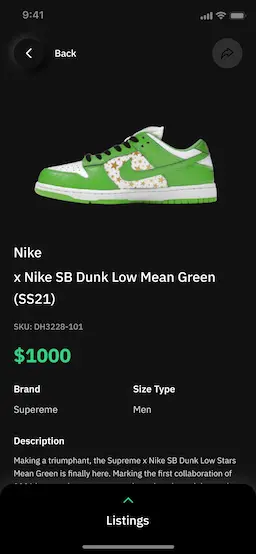 9:41
Back
Nike
x Nike SB Dunk Low Mean Green
(SS21)
SKU: DH3228-101
$1000
Brand
Size Type
Supereme
Men
Description
Making a triumphant, the Supreme x Nike SB Dunk Low Stars
Mean Green is finally here. Marking the first collaboration of
Listings